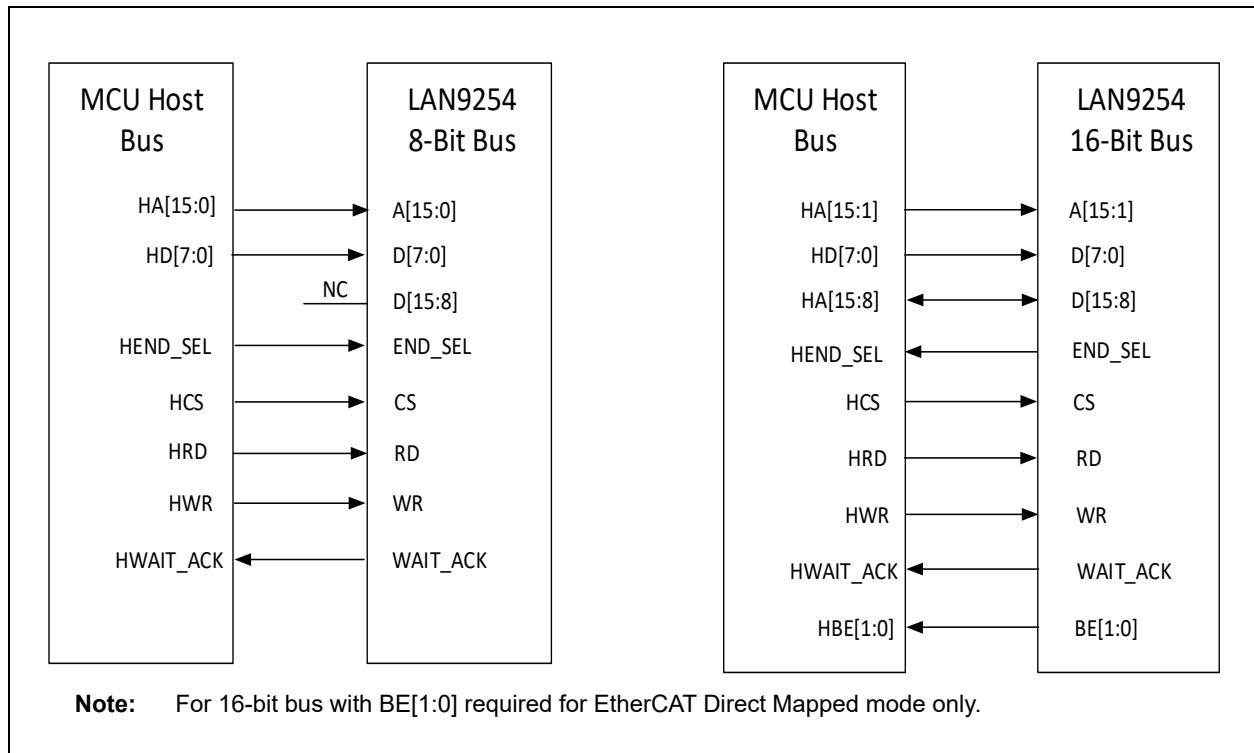 MCU Host
Bus
HA[15:0]
HD[7:0]
HEND_SEL
HCS
HRD
HWR
HWAIT_ACK
LAN9254
8-Bit Bus
A[15:0]
D[7:0]
NC
D[15:8]
END_SEL
CS
RD
WR
WAIT_ACK
MCU Host
Bus
HA[15:1]
HD[7:0]
HA[15:8]
HEND_SEL
HCS
HRD
HWR
HWAIT_ACK
HBE[1:0]
LAN9254
16-Bit Bus
A[15:1]
D[7:0]
D[15:8]
END_SEL
CS
RD
WR
WAIT_ACK
BE[1:0]
Note: For 16-bit bus with BE[1:0] required for EtherCAT Direct Mapped mode only.